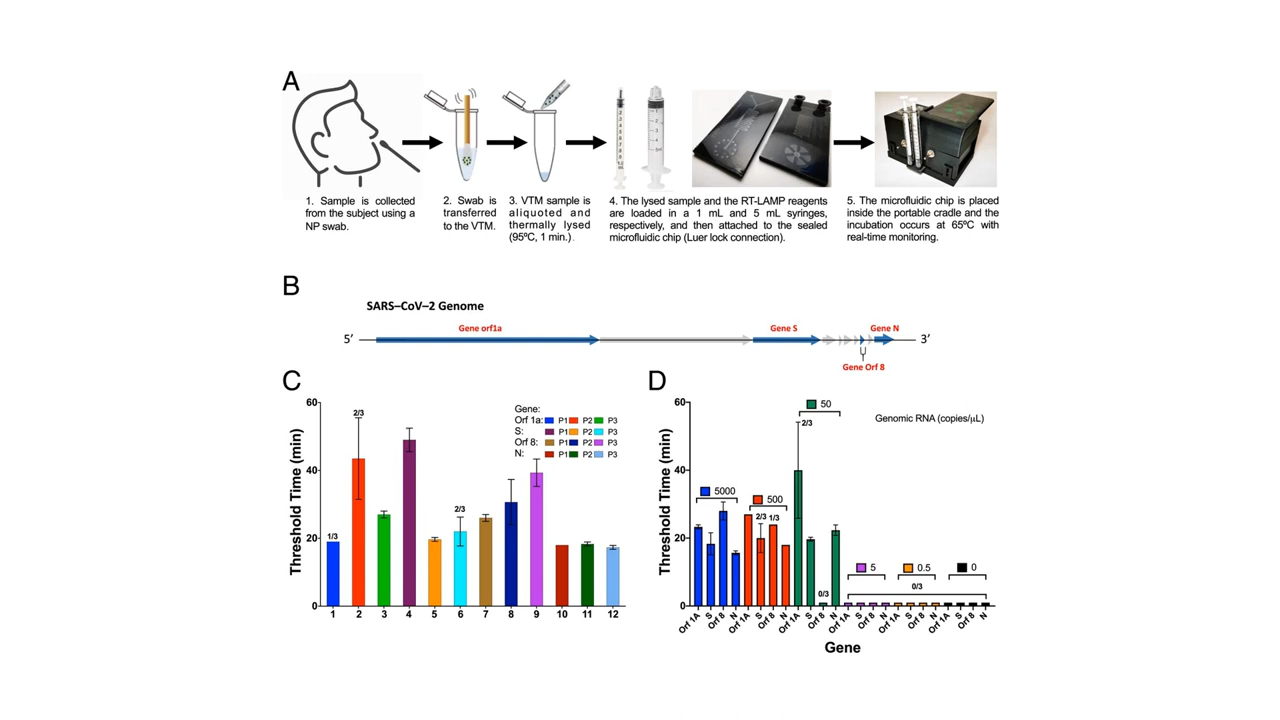 A
1. Sample is collected
from the subject using a
NP swab.
2. Swab is
transferred
to the VTM.
3. VTM sample is
aliquoted and
thermally lysed
(95ºC, 1 min.).
4. The lysed sample and the RT-LAMP reagents
are loaded in a 1 mL and 5 mL syringes,
respectively, and then attached to the sealed
microfluidic chip (Luer lock connection).
5. The microfluidic chip is placed
inside the portable cradle and the
incubation occurs at 65ºC with
real-time monitoring.
B
SARS–CoV–2 Genome
5’
Gene orf1a
Gene S
Gene N
3’
Gene Orf 8
C
Threshold Time (min)
60
40
20
0
1/3
2/3
2/3
Gene:
Orf 1a: P1 P2 P3
S: P1 P2 P3
Orf 8: P1 P2 P3
N: P1 P2 P3
1 2 3 4 5 6 7 8 9 10 11 12
D
Threshold Time (min)
60
40
20
0
Genomic RNA (copies/µL)
5000
500
50
5
0.5
0
2/3
1/3
2/3
0/3
0/3
Orf 1A S Orf 8 N Orf 1A S Orf 8 N Orf 1A S Orf 8 N Orf 1A S Orf 8 N Orf 1A S Orf 8 N Orf 1A S Orf 8 N
Gene